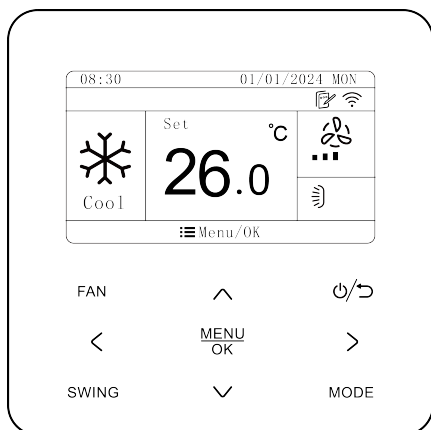 08:30 01/01/2024 MON
Set
℃
26.0
Cool
Menu/OK
FAN
MENU
OK
SWING MODE